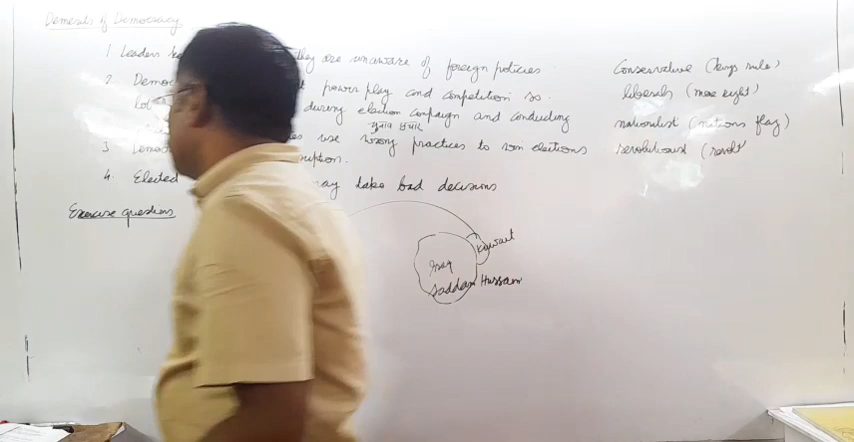 Demerits of Democracy
1. Leaders they are unaware of foreign policies.
2. power play and competition so
Lot during election campaign and conducting
चुनाव प्रचार
3. use wrong practices to win elections
4. Elected may take bad decisions
Exercise questions
Conservative (kings rule)
liberals (more right)
nationalist (nations flag)
revolutionist (revolt
Kuwait
Iraq
Saddam Hussain